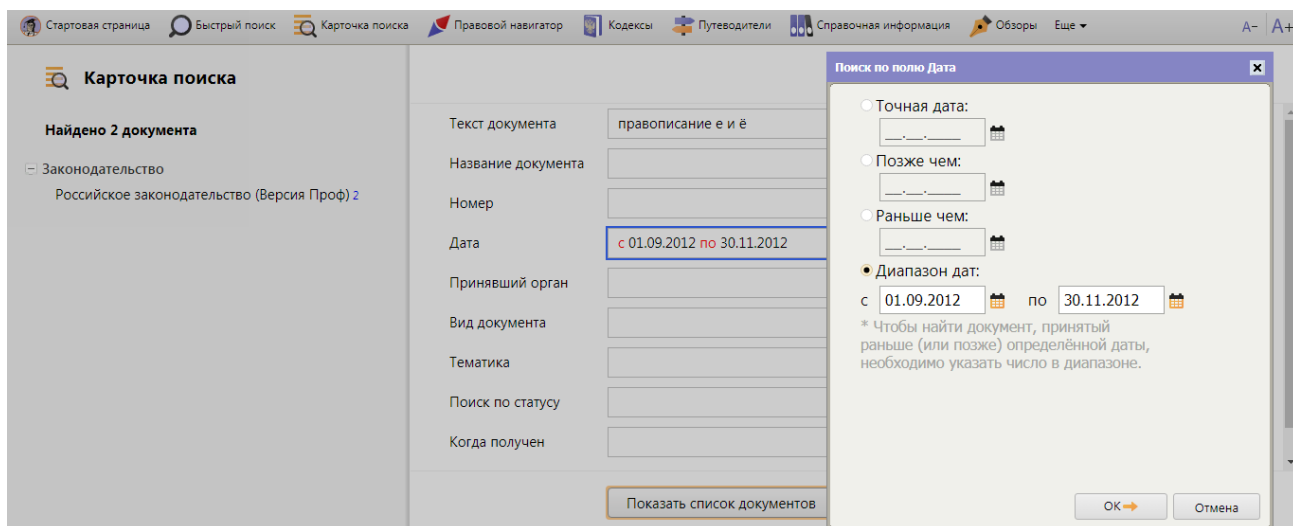 Стартовая страница Быстрый поиск Карточка поиска Правовой навигатор Кодексы Путеводители Справочная информация Обзоры Еще A- A+
Карточка поиска
Найдено 2 документа
Законодательство
Российское законодательство (Версия Проф) 2
Текст документа правописание е и ё
Название документа
Номер
Дата с 01.09.2012 по 30.11.2012
Принявший орган
Вид документа
Тематика
Поиск по статусу
Когда получен
Показать список документов
Поиск по полю Дата
Точная дата:
__.__.____
Позже чем:
__.__.____
Раньше чем:
__.__.____
Диапазон дат:
с 01.09.2012 по 30.11.2012
* Чтобы найти документ, принятый
раньше (или позже) определённой даты,
необходимо указать число в диапазоне.
ОК Отмена